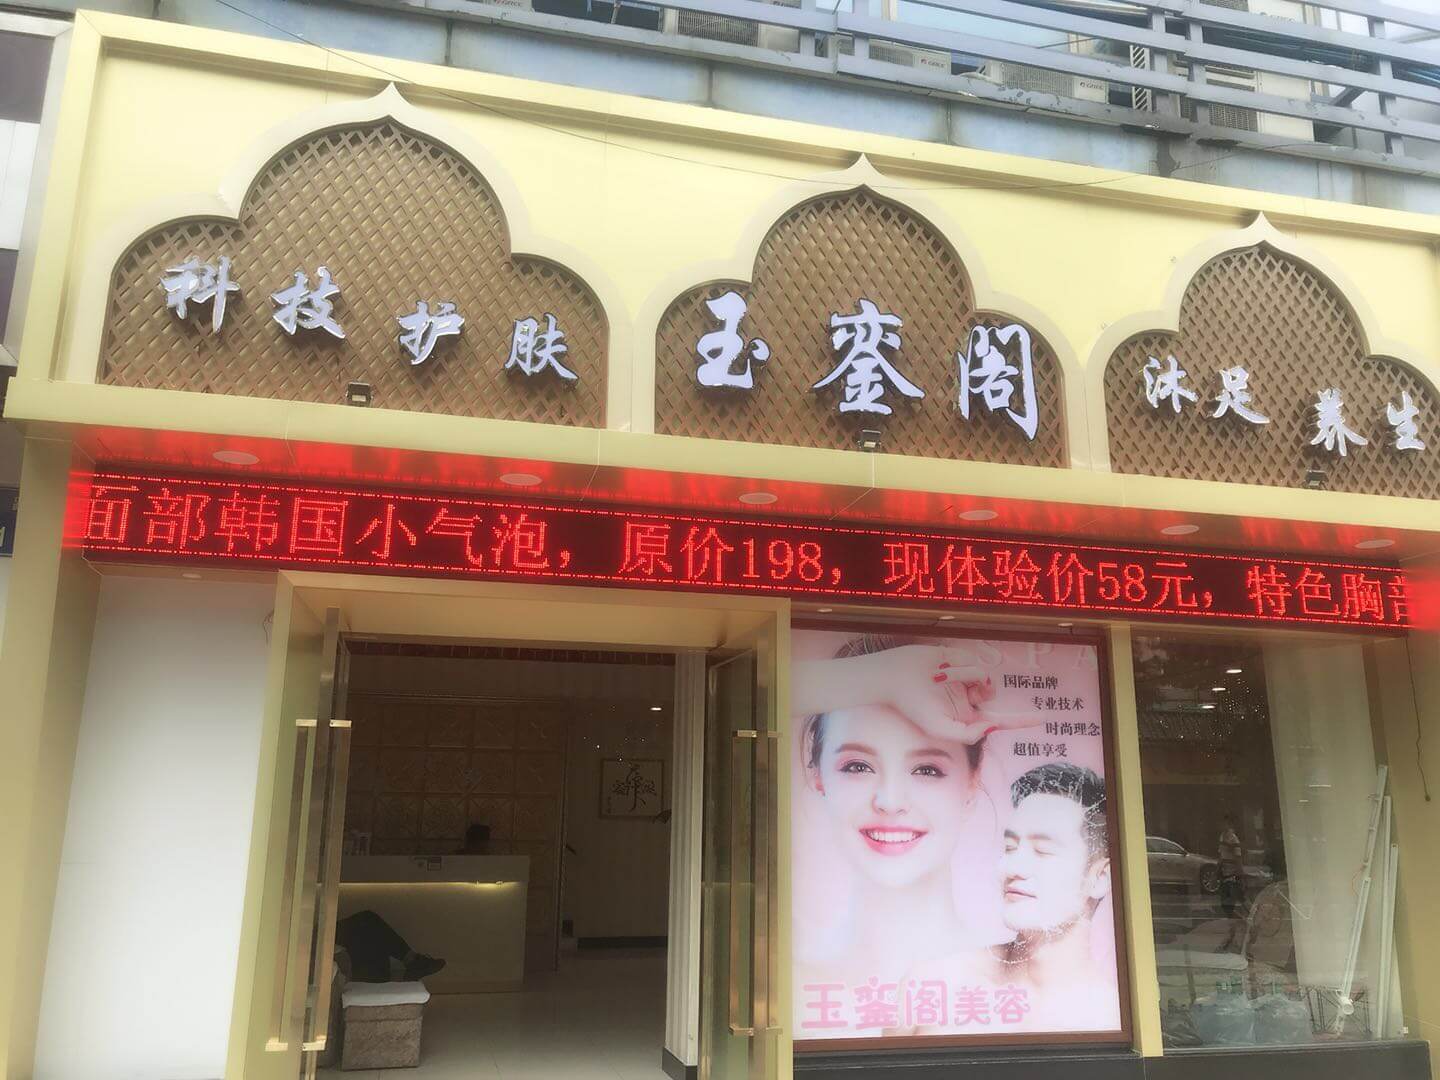 科技护肤
玉銮阁
沐足养生
面部韩国小气泡，原价198，现体验价58元，特色胸部
SPA
国际品牌
专业技术
时尚理念
超值享受
玉銮阁美容